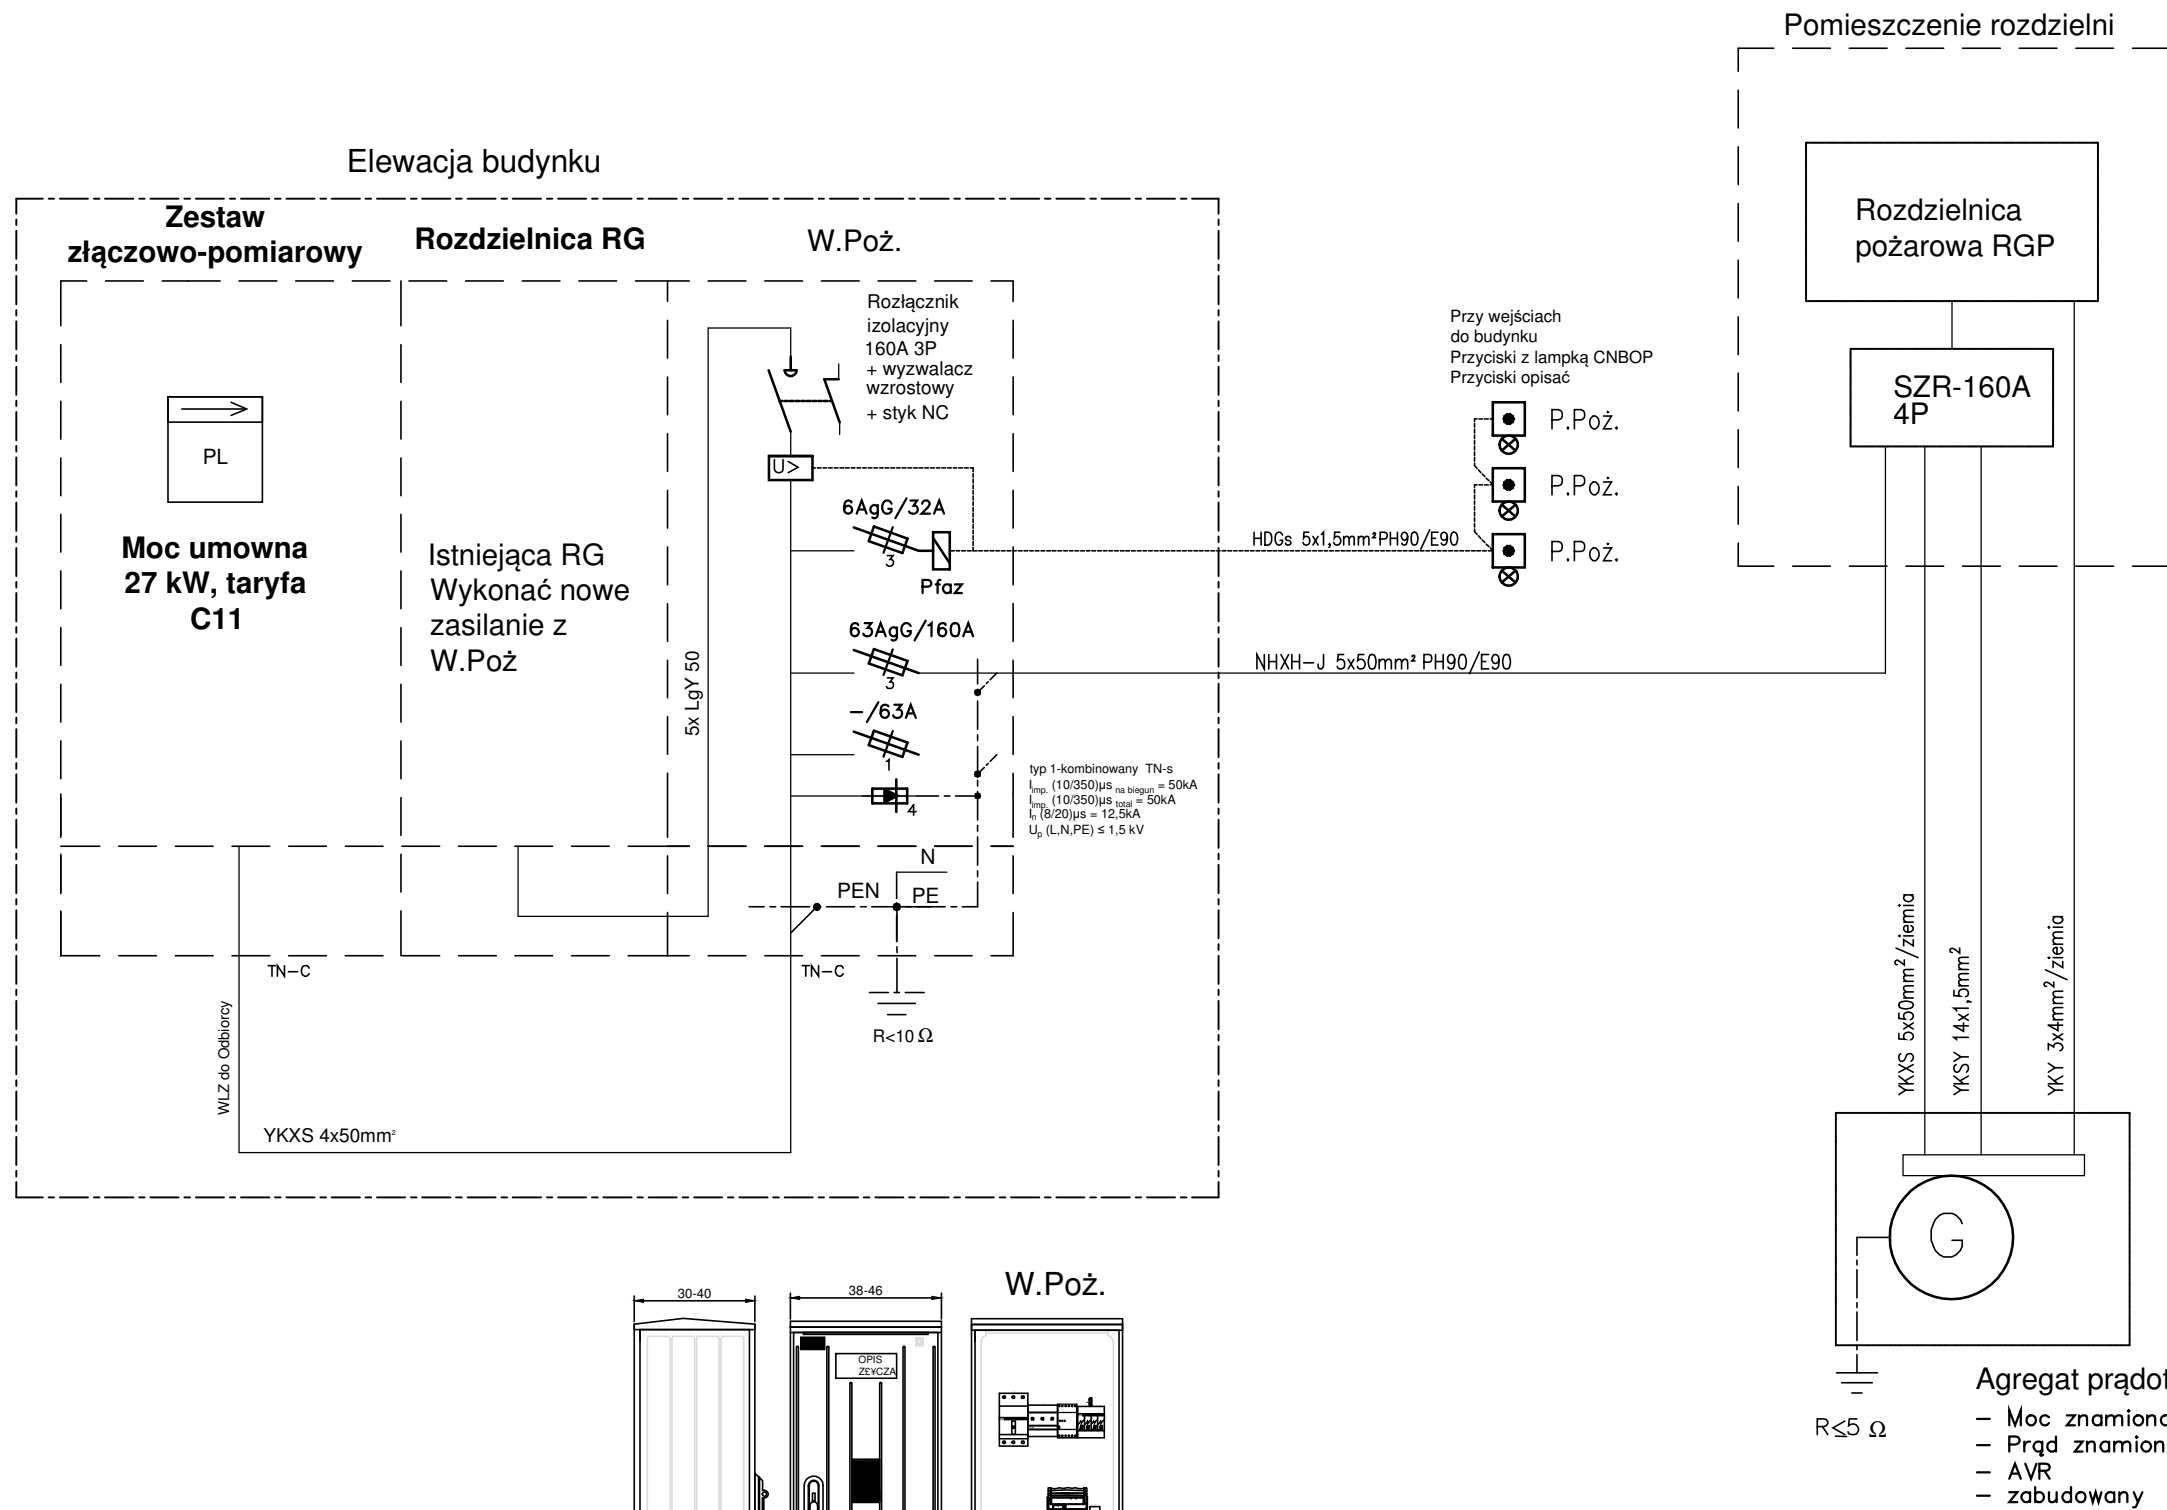 Pomieszczenie rozdzielni
Elewacja budynku
Zestaw
złączowo-pomiarowy
Rozdzielnica RG
W.Poż.
Rozdzielnica
pożarowa RGP
Rozłącznik
izolacyjny
160A 3P
+ wyzwalacz
wzrostowy
+ styk NC
Przy wejściach
do budynku
Przyciski z lampką CNBOP
Przyciski opisać
SZR-160A
4P
P.Poż.
P.Poż.
P.Poż.
PL
U>
Moc umowna
27 kW, taryfa
C11
Istniejąca RG
Wykonać nowe
zasilanie z
W.Poż
5x LgY 50
6AgG/32A
3
Pfaz
HDGs 5x1,5mm²PH90/E90
63AgG/160A
3
NHXH-J 5x50mm² PH90/E90
-/63A
1
4
typ 1-kombinowany TN-s
Iimp. (10/350)µs na biegun = 50kA
Iimp. (10/350)µs total = 50kA
In (8/20)µs = 12,5kA
Up (L,N,PE) ≤ 1,5 kV
N
PEN
PE
TN-C
TN-C
R<10 Ω
WLZ do Odbiorcy
YKXS 4x50mm²
YKXS 5x50mm²/ziemia
YKSY 14x1,5mm²
YKY 3x4mm²/ziemia
G
R≤5 Ω
Agregat prądot
- Moc znamiono
- Prąd znamion
- AVR
- zabudowany
W.Poż.
30-40
38-46
OPIS
Z£¥CZA